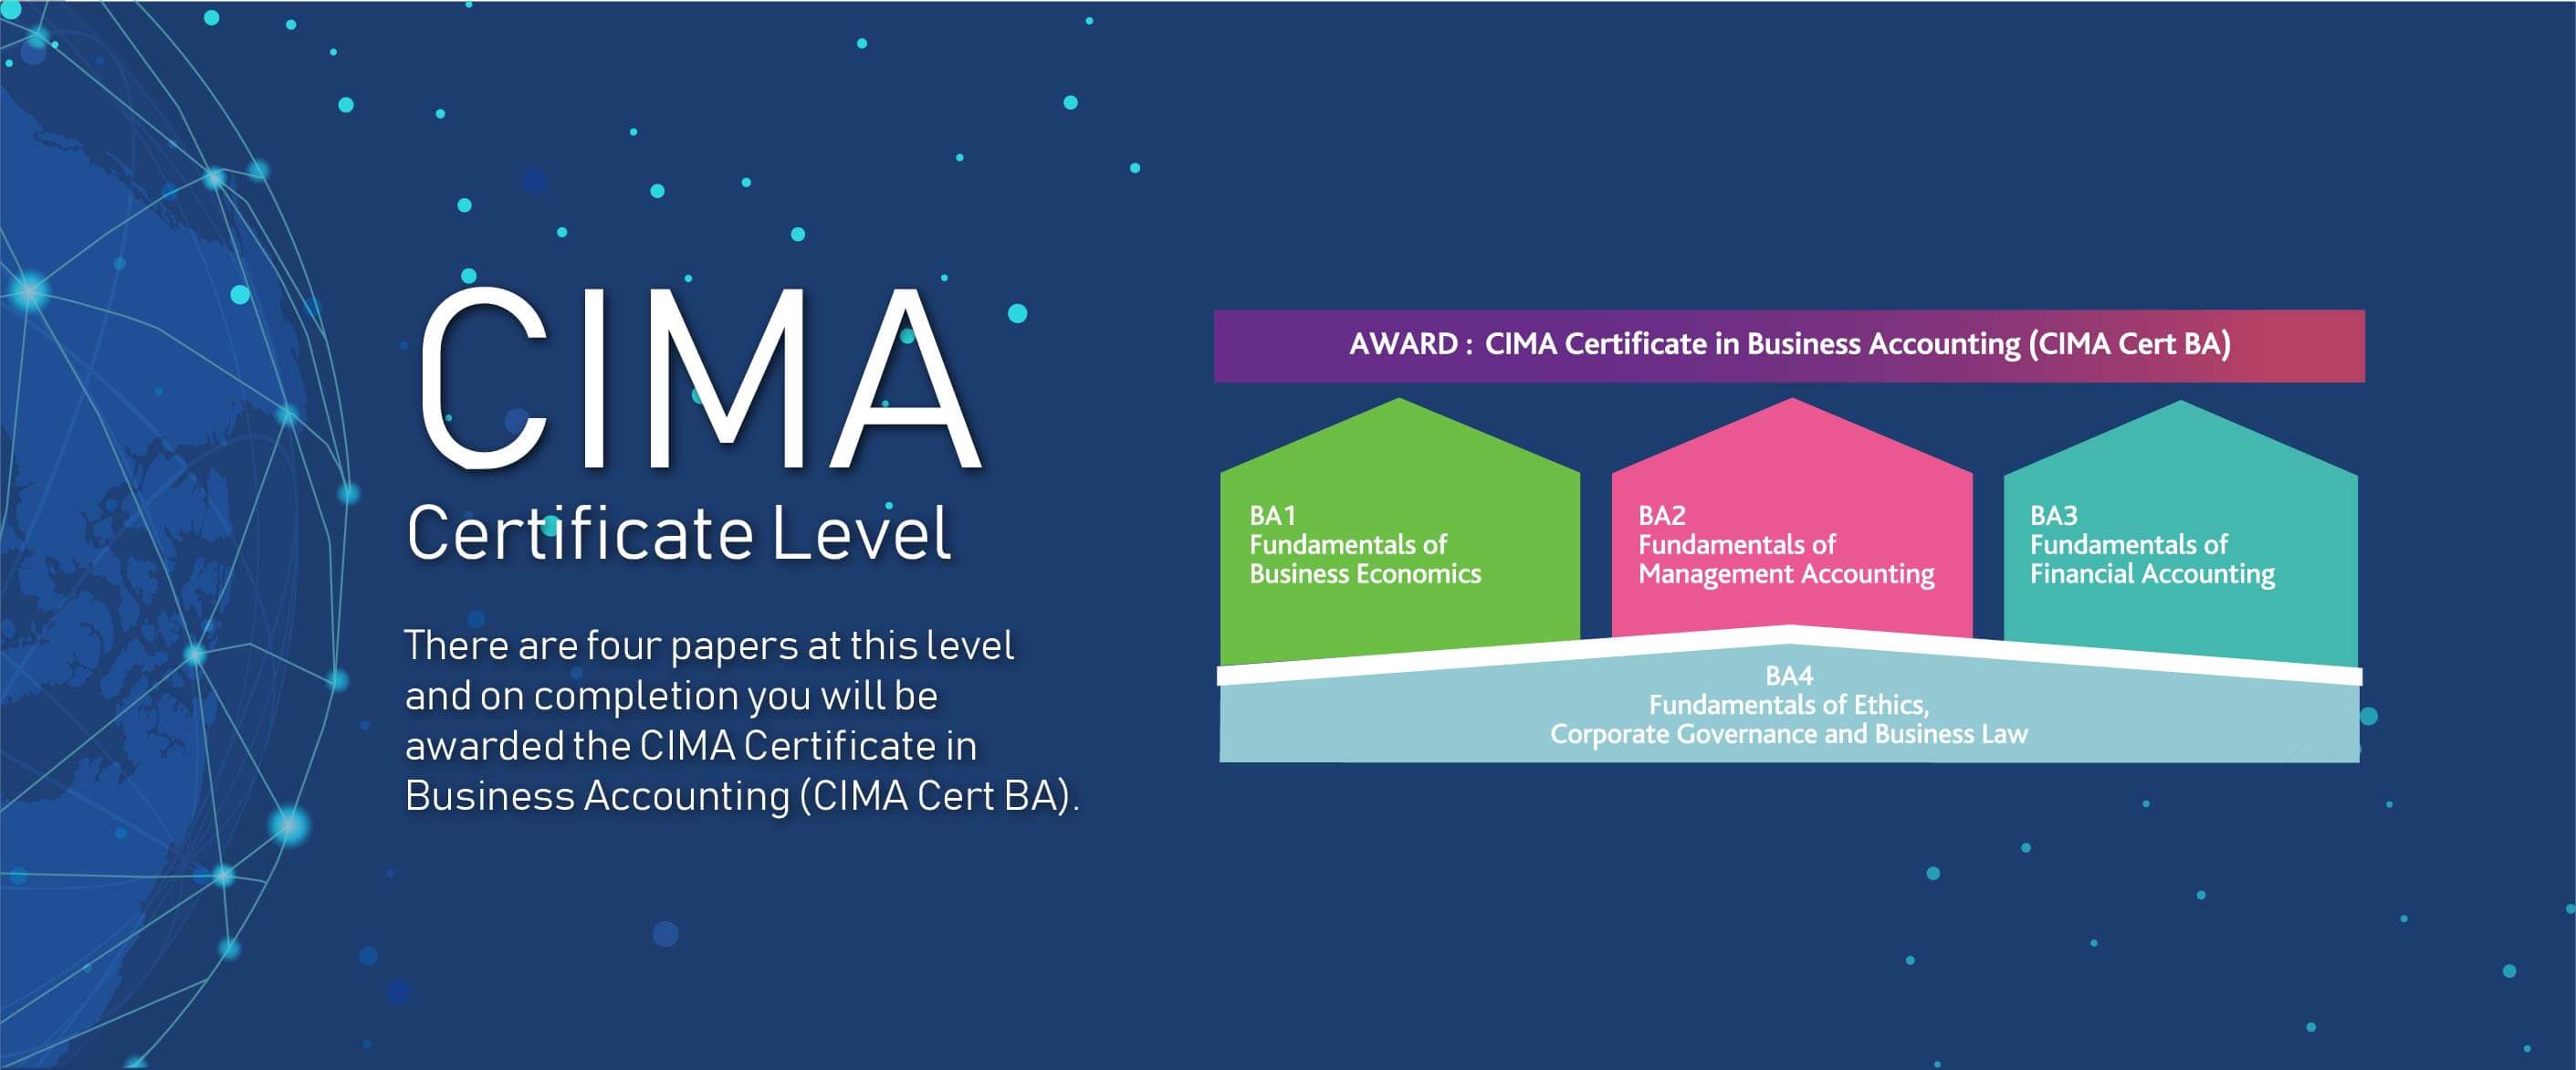 CIMA
Certificate Level
There are four papers at this level
and on completion you will be
awarded the CIMA Certificate in
Business Accounting (CIMA Cert BA).
AWARD : CIMA Certificate in Business Accounting (CIMA Cert BA)
BA1
Fundamentals of
Business Economics
BA2
Fundamentals of
Management Accounting
BA3
Fundamentals of
Financial Accounting
BA4
Fundamentals of Ethics,
Corporate Governance and Business Law